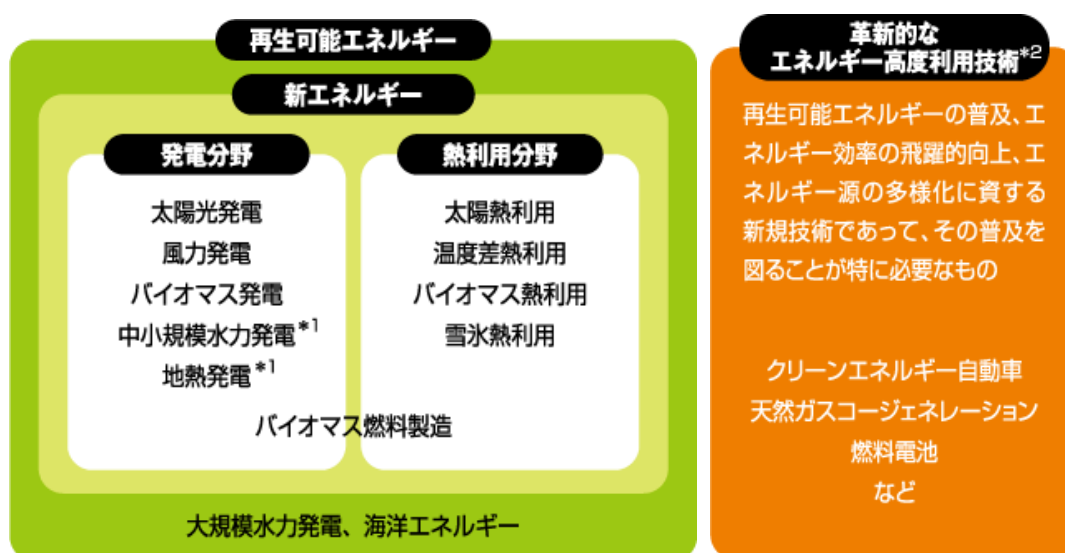 再生可能エネルギー
新エネルギー
発電分野
太陽光発電
風力発電
バイオマス発電
中小規模水力発電*1
地熱発電*1
熱利用分野
太陽熱利用
温度差熱利用
バイオマス熱利用
雪氷熱利用
バイオマス燃料製造
大規模水力発電、海洋エネルギー
革新的な
エネルギー高度利用技術*2
再生可能エネルギーの普及、エ
ネルギー効率の飛躍的向上、エ
ネルギー源の多様化に資する
新規技術であって、その普及を
図ることが特に必要なもの
クリーンエネルギー自動車
天然ガスコージェネレーション
燃料電池
など